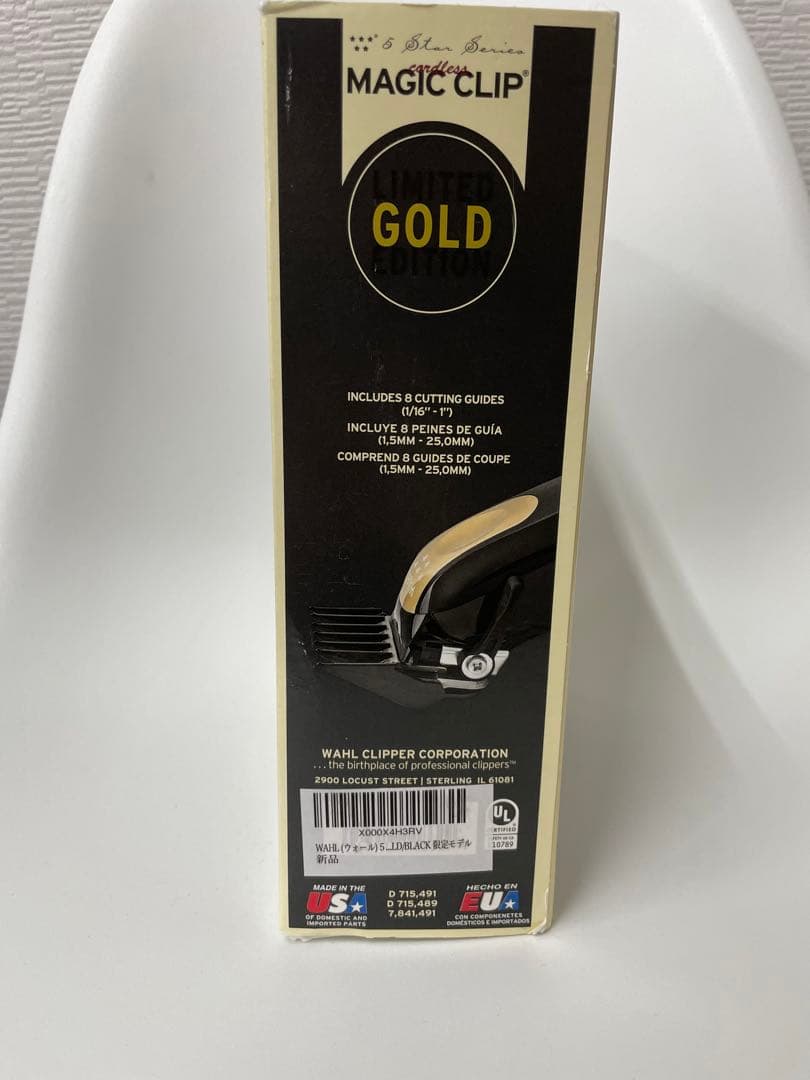 5 Star Series
cordless
MAGIC CLIP®
LIMITED
GOLD
EDITION
INCLUDES 8 CUTTING GUIDES
(1/16" - 1")
INCLUYE 8 PEINES DE GUÍA
(1,5MM - 25,0MM)
COMPREND 8 GUIDES DE COUPE
(1,5MM - 25,0MM)
WAHL CLIPPER CORPORATION
...the birthplace of professional clippers™
2900 LOCUST STREET | STERLING IL 61081
X000X4H3RV
WAHL (ウォール) 5 ...LD/BLACK 限定モデル
新品
UL
10789
MADE IN THE
USA
OF DOMESTIC AND
IMPORTED PARTS
D 715,491
D 715,489
7,841,491
HECHO EN
EUA
CON COMPONENETES
DOMÉSTICOS E IMPORTADOS